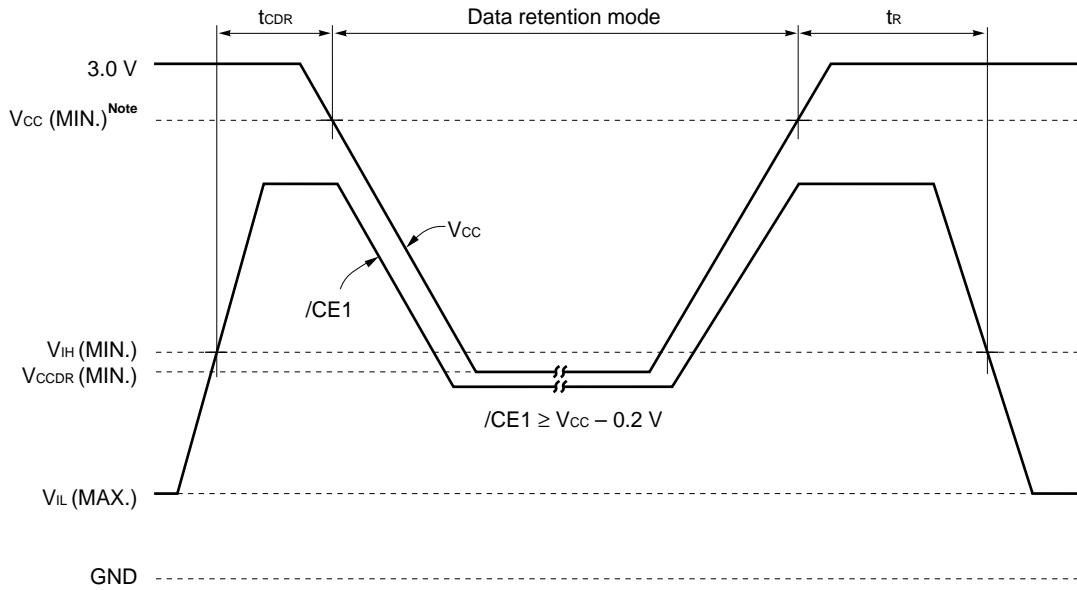 tCDR
Data retention mode
tR
3.0 V
VCC (MIN.)Note
VCC
/CE1
VIH (MIN.)
VCCDR (MIN.)
/CE1 ≥ VCC – 0.2 V
VIL (MAX.)
GND